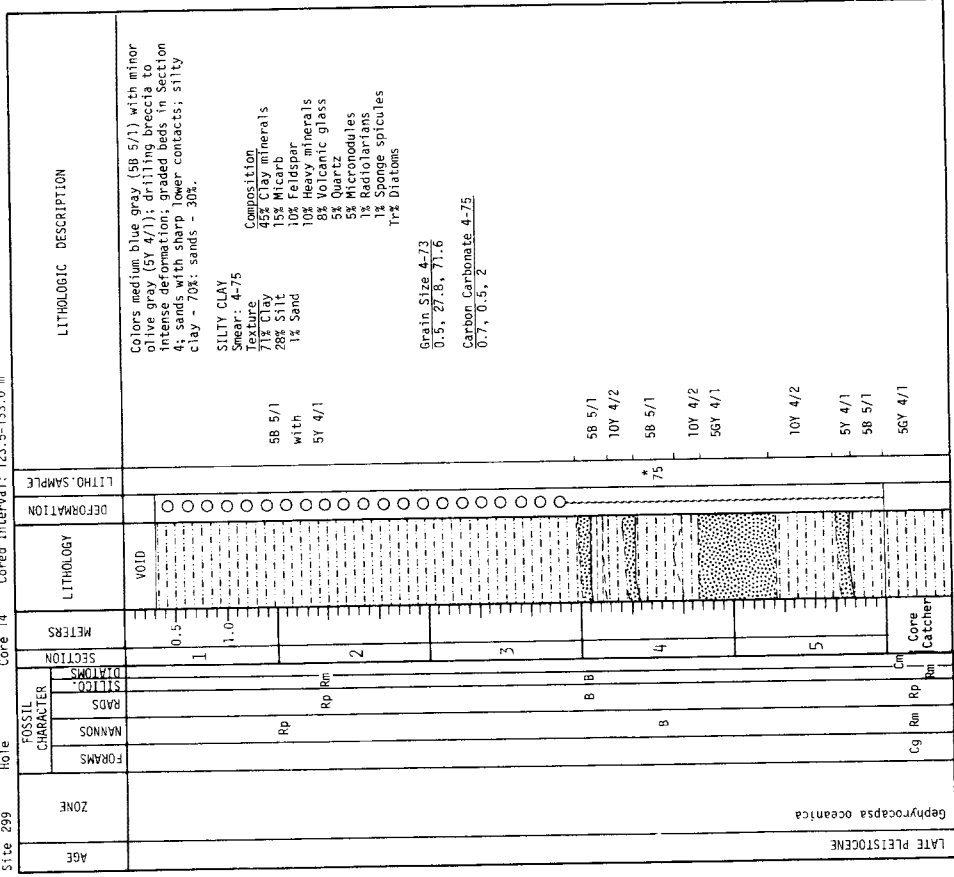 Site 299
Hole
Core 14
AGE
ZONE
FOSSIL
CHARACTER
FORAMS
NANNOS
RADS
SILICO.
DIATOMS
SECTION
METERS
LITHOLOGY
DEFORMATION
LITHO.SAMPLE
LITHOLOGIC DESCRIPTION
LATE PLEISTOCENE
Gephyrocapsa oceanica
Rp
B
Cg
Rm
Rp
B
Rp
Rm
B
Cm
Rm
1
2
3
4
5
Core
Catcher
0.5
1.0
VOID
*
75
5B 5/1
with
5Y 4/1
5B 5/1
10Y 4/2
5B 5/1
10Y 4/2
5GY 4/1
10Y 4/2
5Y 4/1
5B 5/1
5GY 4/1
Colors medium blue gray (5B 5/1) with minor
olive gray (5Y 4/1); drilling breccia to
intense deformation; graded beds in Section
4; sands with sharp lower contacts; silty
clay - 70%: sands - 30%.
SILTY CLAY
Smear: 4-75
Texture
71% Clay
28% Silt
1% Sand
Composition
45% Clay minerals
15% Micarb
10% Feldspar
10% Heavy minerals
8% Volcanic glass
5% Quartz
5% Micronodules
1% Radiolarians
1% Sponge spicules
Tr% Diatoms
Grain Size 4-73
0.5, 27.8, 71.6
Carbon Carbonate 4-75
0.7, 0.5, 2